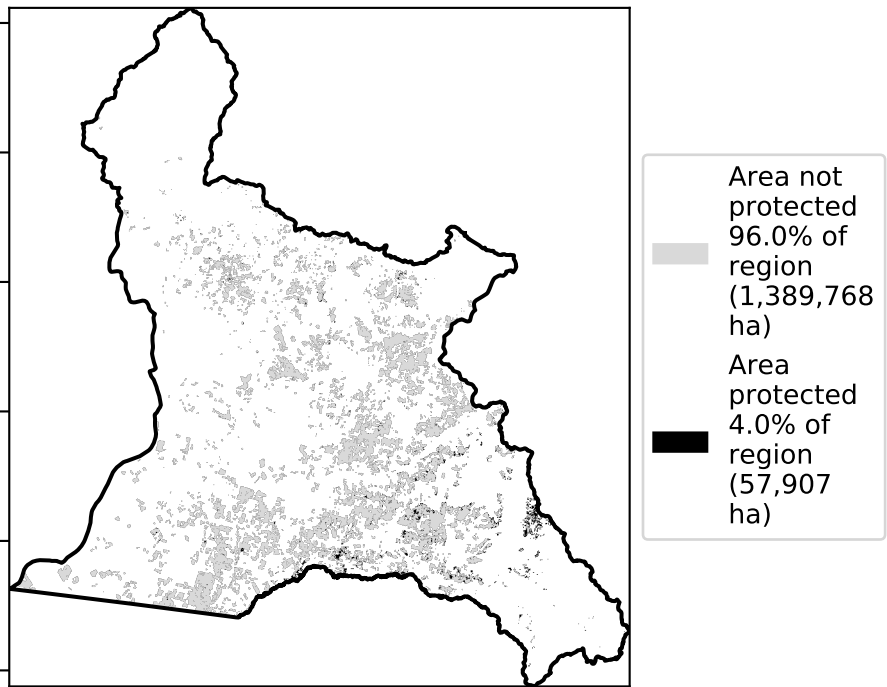 Area not
protected
96.0% of
region
(1,389,768
ha)
Area
protected
4.0% of
region
(57,907
ha)